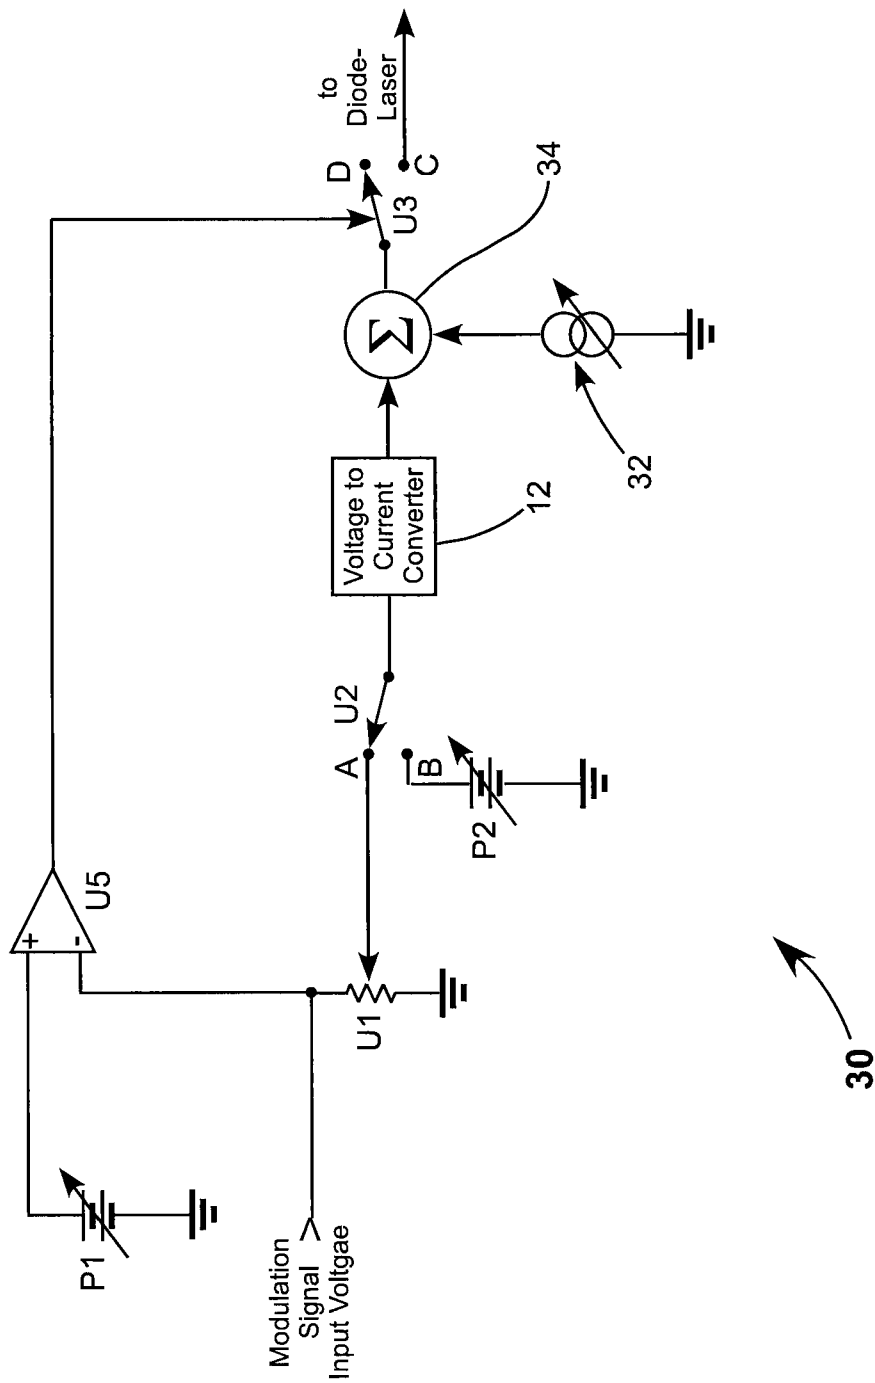 P1
Modulation
Signal
Input Voltgae
+
-
U5
U1
A
B
U2
P2
Voltage to
Current
Converter
12
Σ
34
32
U3
D
C
to
Diode-
Laser
30